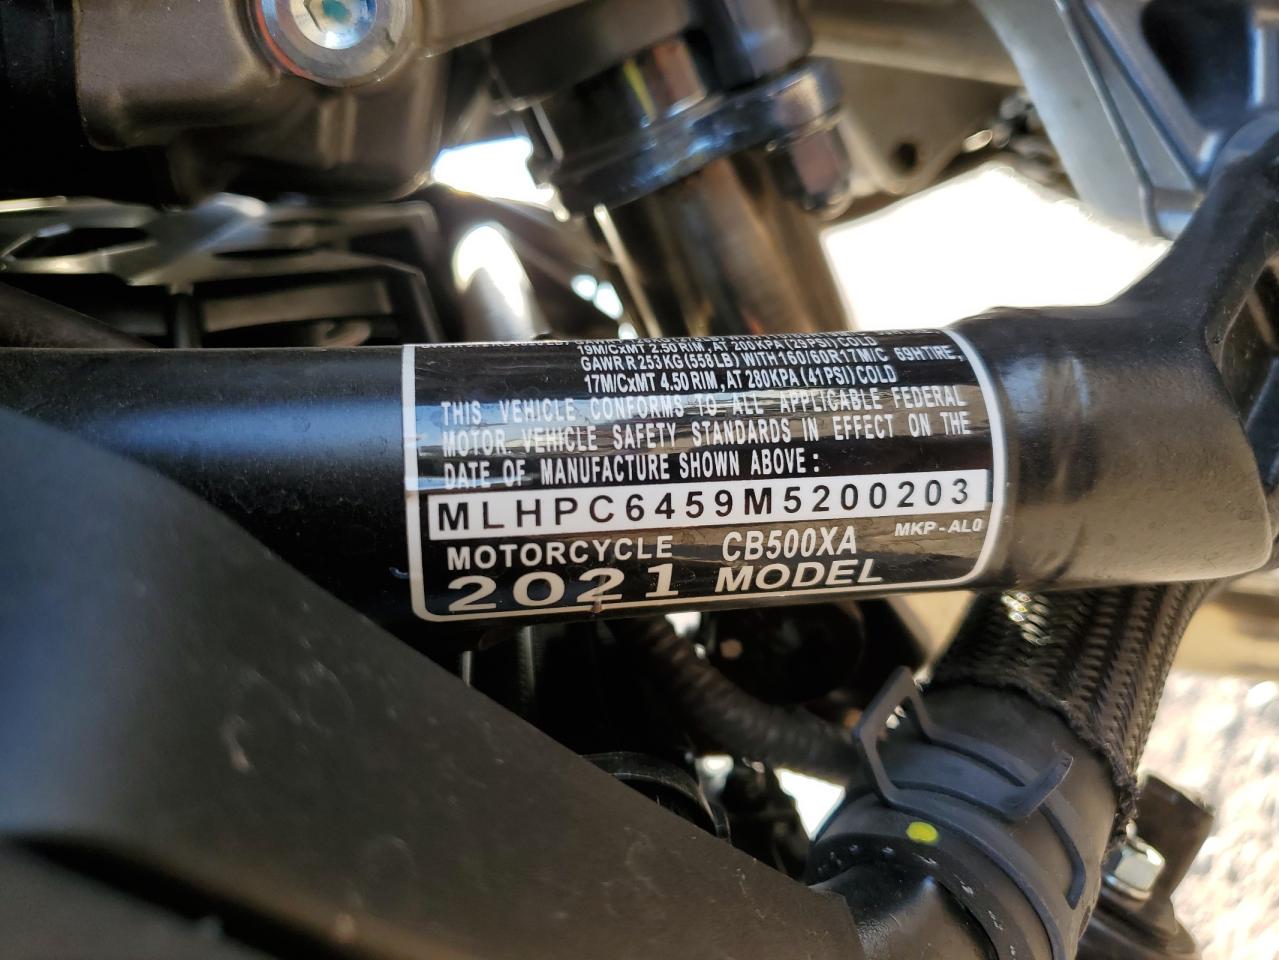 19M/CxMT 2.50 RIM, AT 200KPA (29PSI) COLD
GAWR R 253KG (558LB) WITH 160/60R17M/C 69H TIRE,
17M/CxMT 4.50 RIM, AT 280KPA (41PSI) COLD
THIS VEHICLE CONFORMS TO ALL APPLICABLE FEDERAL
MOTOR VEHICLE SAFETY STANDARDS IN EFFECT ON THE
DATE OF MANUFACTURE SHOWN ABOVE:
MLHPC6459M5200203
MOTORCYCLE CB500XA MKP-AL0
2021 MODEL